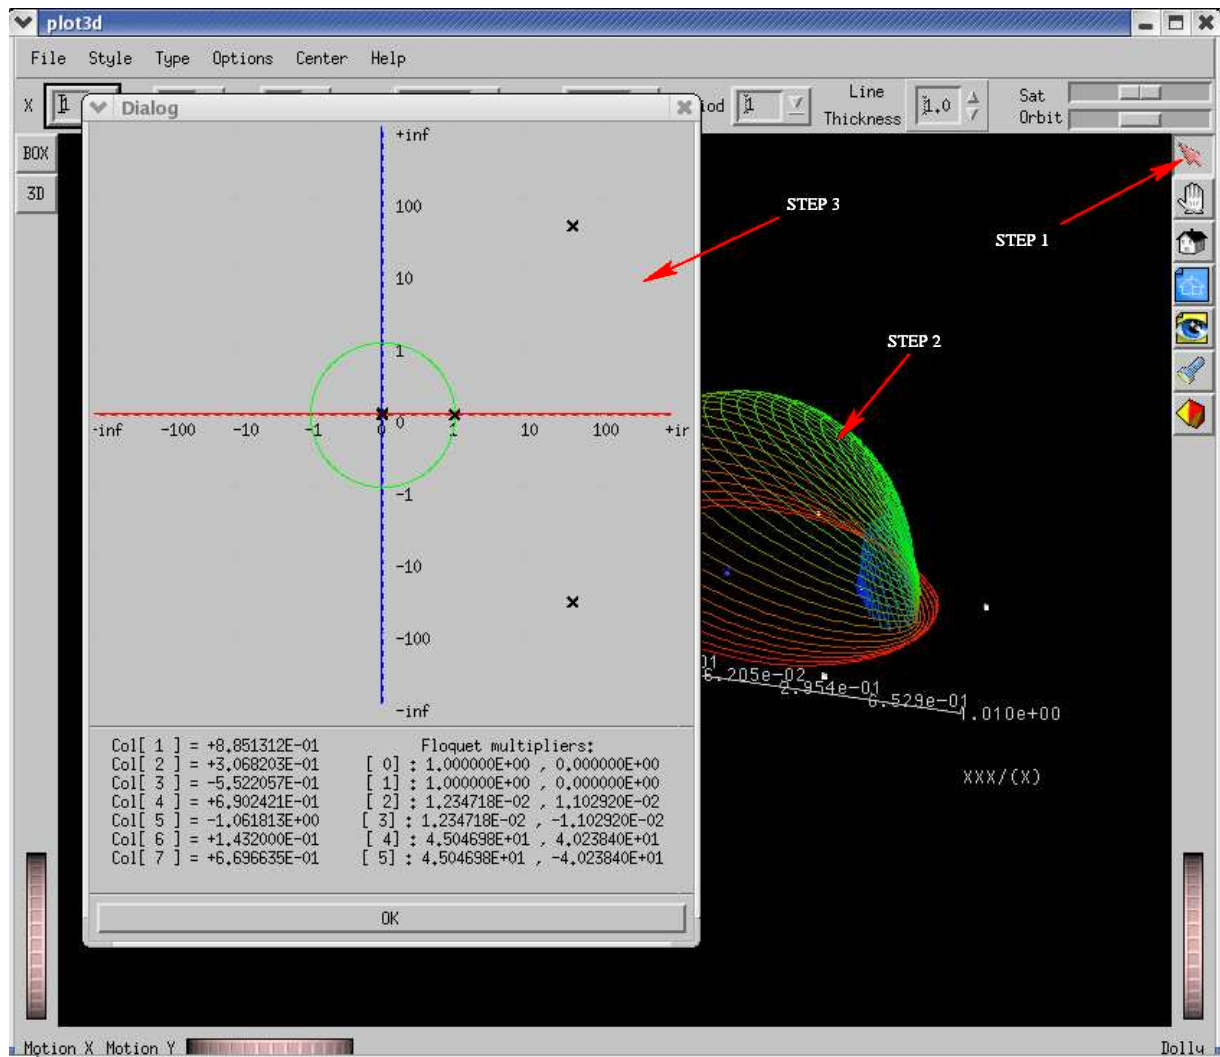 plot3d
File Style Type Options Center Help
X 1 iod 1 Line Thickness 1.0 Sat Orbit
Dialog
BOX
3D
+inf
100
10
1
0
-inf -100 -10 -1 0 1 10 100 +in
-1
-10
-100
-inf
STEP 3
STEP 1
STEP 2
01
6.205e-02
2.954e-01
6.529e-01
1.010e+00
XXX/(X)
Col[ 1 ] = +8.851312E-01 Floquet multipliers:
Col[ 2 ] = +3.068203E-01 [ 0] : 1.000000E+00 , 0.000000E+00
Col[ 3 ] = -5.522057E-01 [ 1] : 1.000000E+00 , 0.000000E+00
Col[ 4 ] = +6.902421E-01 [ 2] : 1.234718E-02 , 1.102920E-02
Col[ 5 ] = -1.061813E+00 [ 3] : 1.234718E-02 , -1.102920E-02
Col[ 6 ] = +1.432000E-01 [ 4] : 4.504698E+01 , 4.023840E+01
Col[ 7 ] = +6.696635E-01 [ 5] : 4.504698E+01 , -4.023840E+01
OK
Motion X Motion Y Dolly